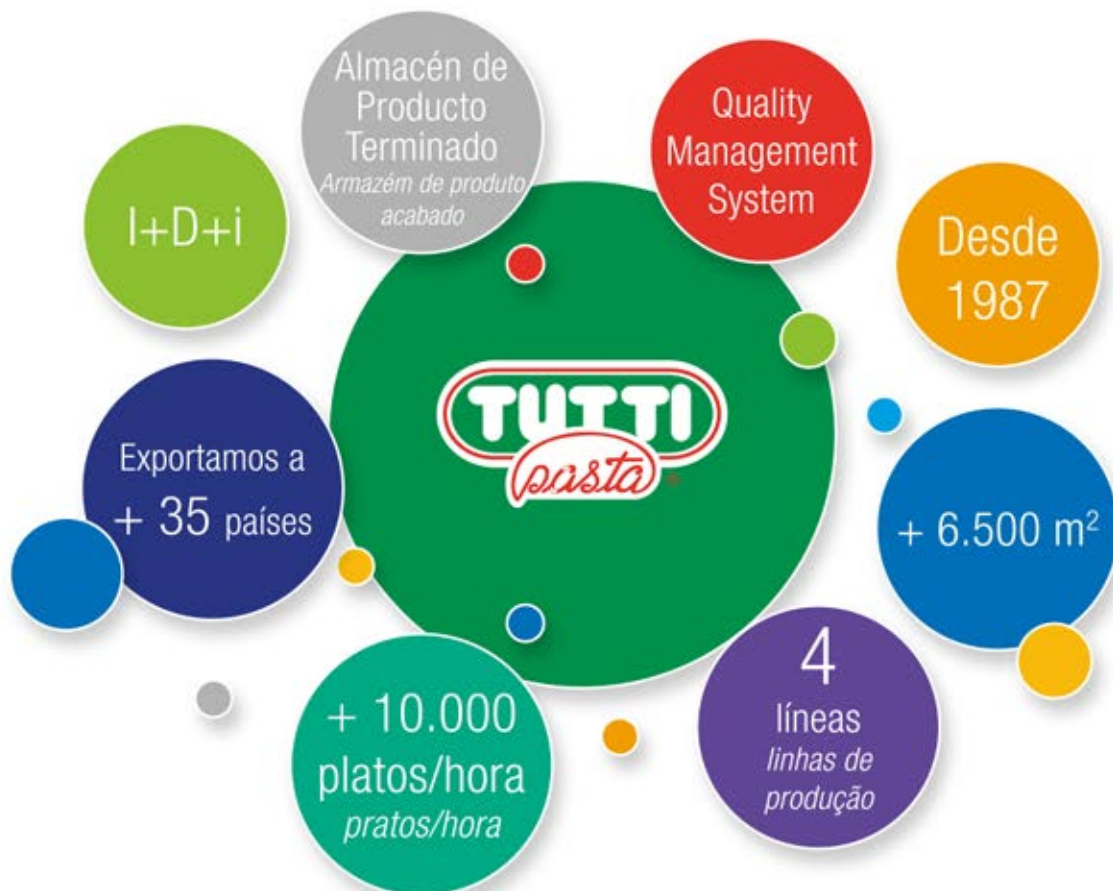 Almacén de
Producto
Terminado
Armazém de produto
acabado
Quality
Management
System
I+D+i
Desde
1987
TUTTI
pasta
®
Exportamos a
+ 35 países
+ 6.500 m²
+ 10.000
platos/hora
pratos/hora
4
líneas
linhas de
produção